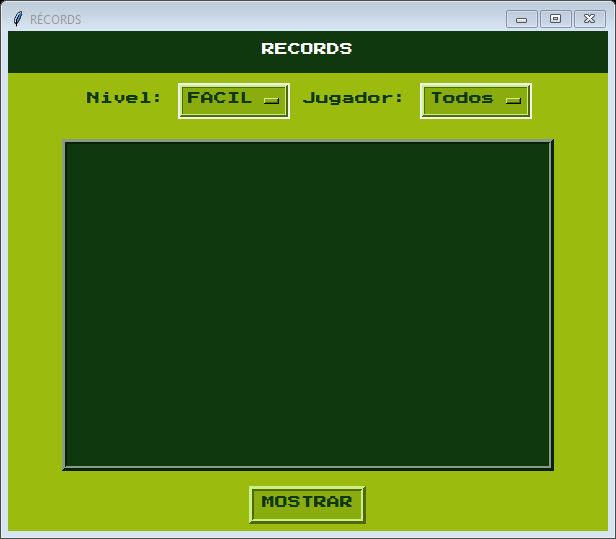 RÉCORDS
RECORDS
Nivel: FACIL Jugador: Todos
MOSTRAR